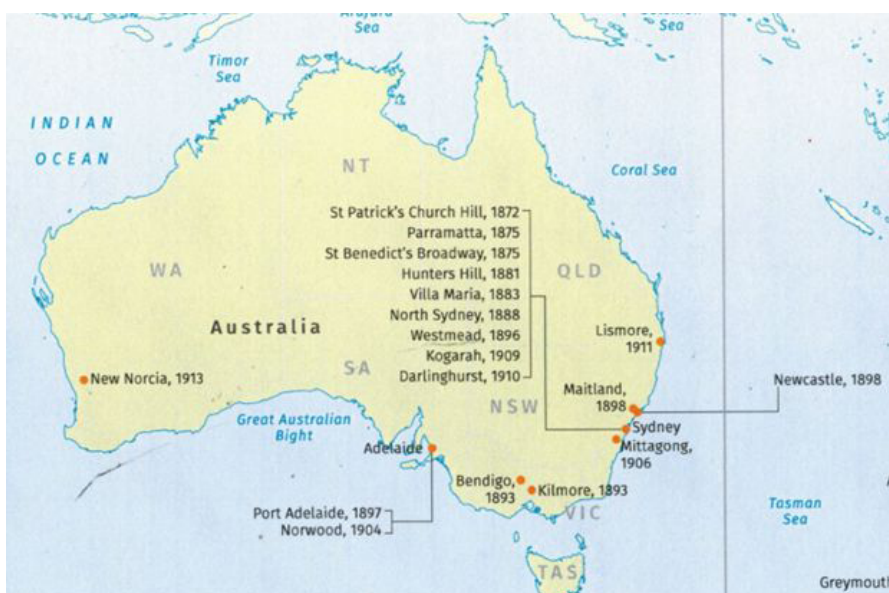 Arafura
Sea
Solomon
Sea
Timor
Sea
INDIAN
OCEAN
Coral Sea
NT
St Patrick's Church Hill, 1872
Parramatta, 1875
St Benedict's Broadway, 1875
Hunters Hill, 1881
Villa Maria, 1883
North Sydney, 1888
Westmead, 1896
Kogarah, 1909
Darlinghurst, 1910
WA
QLD
Australia
Lismore,
1911
SA
New Norcia, 1913
Maitland,
1898
Newcastle, 1898
NSW
Great Australian
Bight
Sydney
Mittagong,
1906
Adelaide
Bendigo,
1893
Kilmore, 1893
VIC
Port Adelaide, 1897
Norwood, 1904
Tasman
Sea
TAS
Greymouth